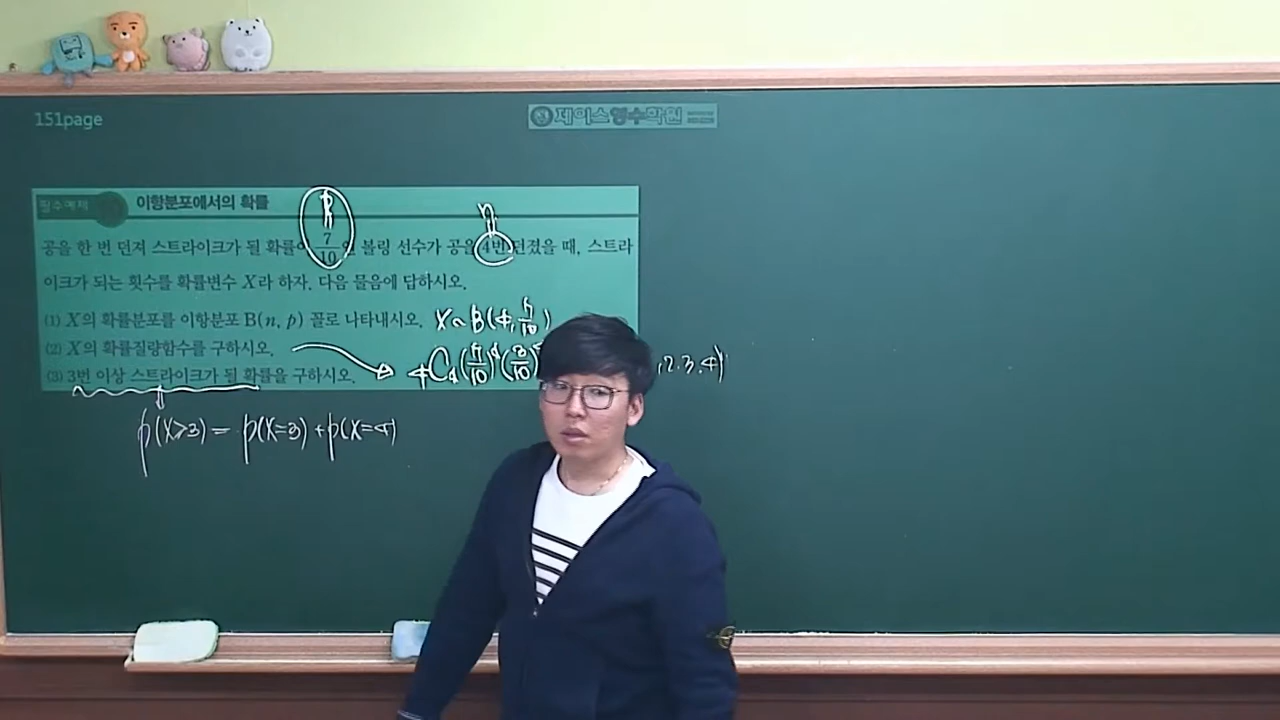 151page
제이스영수학원
필수예제 이항분포에서의 확률
p
n
공을 한 번 던져 스트라이크가 될 확률이 7/10인 볼링 선수가 공을 4번 던졌을 때, 스트라
이크가 되는 횟수를 확률변수 X라 하자. 다음 물음에 답하시오.
(1) X의 확률분포를 이항분포 B(n, p) 꼴로 나타내시오. X~B(4, 7/10)
(2) X의 확률질량함수를 구하시오.
(3) 3번 이상 스트라이크가 될 확률을 구하시오.
,2,3,4)
P(X≥3) = P(X=3) + P(X=4)